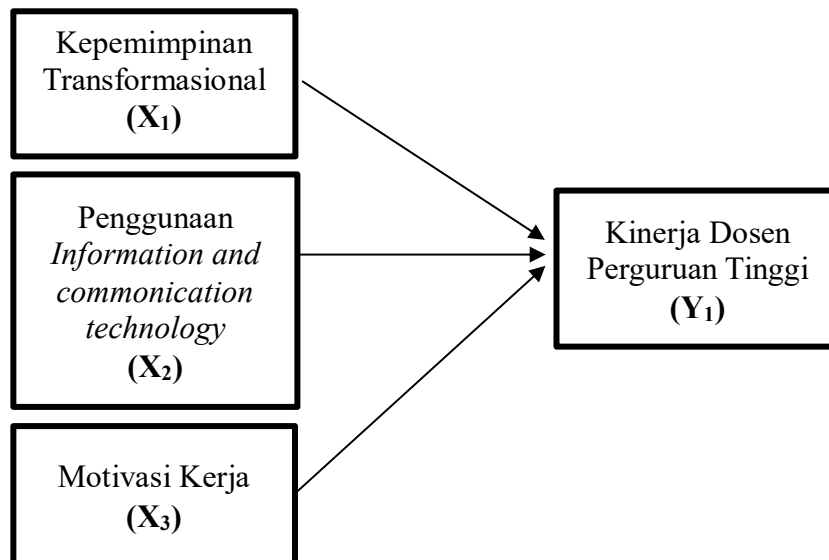 Kepemimpinan
Transformasional
(X₁)
Penggunaan
Information and
commonication
technology
(X₂)
Motivasi Kerja
(X₃)
Kinerja Dosen
Perguruan Tinggi
(Y₁)